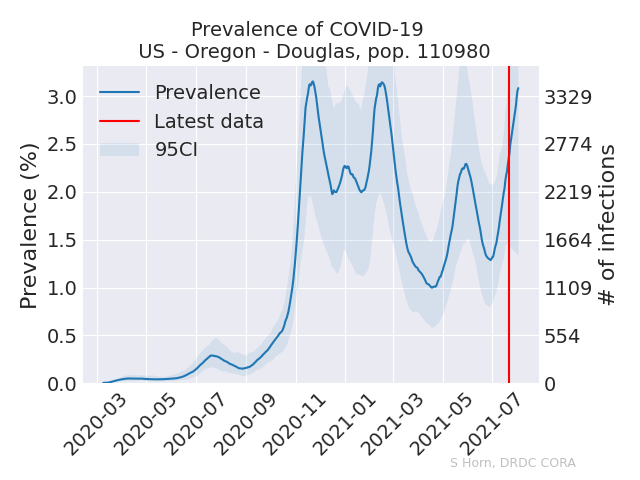 Prevalence of COVID-19
US - Oregon - Douglas, pop. 110980
Prevalence
Latest data
95CI
Prevalence (%)
3.0
2.5
2.0
1.5
1.0
0.5
0.0
3329
2774
2219
1664
1109
554
0
# of infections
2020-03
2020-05
2020-07
2020-09
2020-11
2021-01
2021-03
2021-05
2021-07
S Horn, DRDC CORA